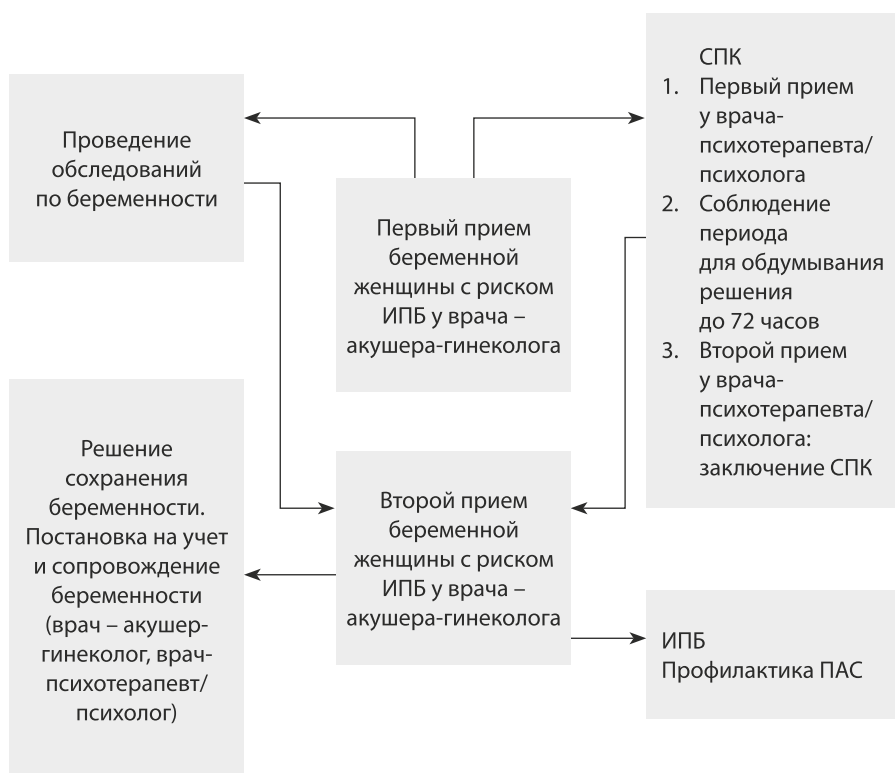 Проведение
обследований
по беременности
Первый прием
беременной
женщины с риском
ИПБ у врача –
акушера-гинеколога
СПК
1. Первый прием
у врача-
психотерапевта/
психолога
2. Соблюдение
периода
для обдумывания
решения
до 72 часов
3. Второй прием
у врача-
психотерапевта/
психолога:
заключение СПК
Решение
сохранения
беременности.
Постановка на учет
и сопровождение
беременности
(врач – акушер-
гинеколог, врач-
психотерапевт/
психолог)
Второй прием
беременной
женщины с риском
ИПБ у врача –
акушера-гинеколога
ИПБ
Профилактика ПАС